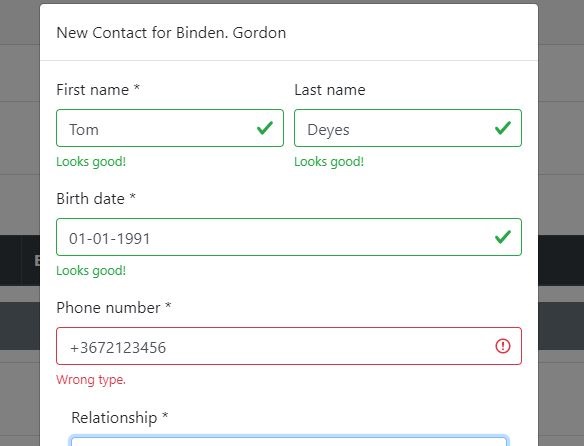 New Contact for Binden. Gordon
First name * Last name
Tom Deyes
Looks good! Looks good!
Birth date *
01-01-1991
Looks good!
Phone number *
+3672123456
Wrong type.
Relationship *